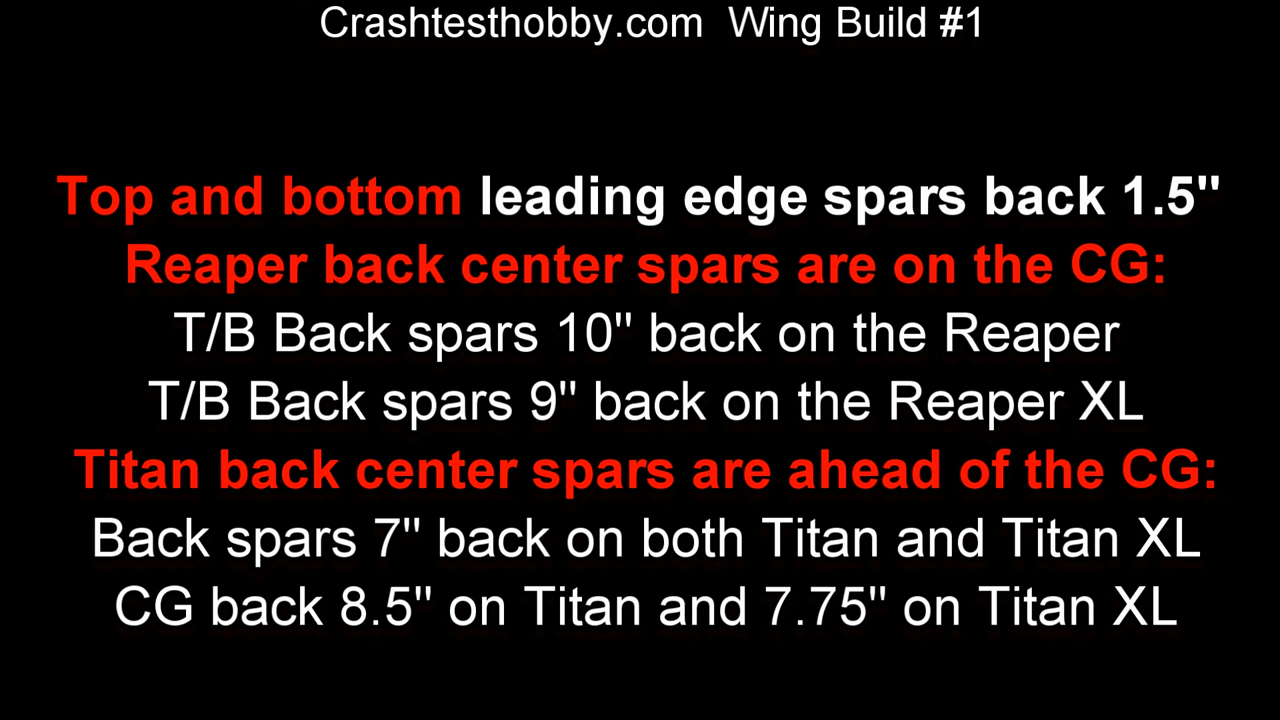 Crashtesthobby.com Wing Build #1
Top and bottom leading edge spars back 1.5"
Reaper back center spars are on the CG:
T/B Back spars 10" back on the Reaper
T/B Back spars 9" back on the Reaper XL
Titan back center spars are ahead of the CG:
Back spars 7" back on both Titan and Titan XL
CG back 8.5" on Titan and 7.75" on Titan XL